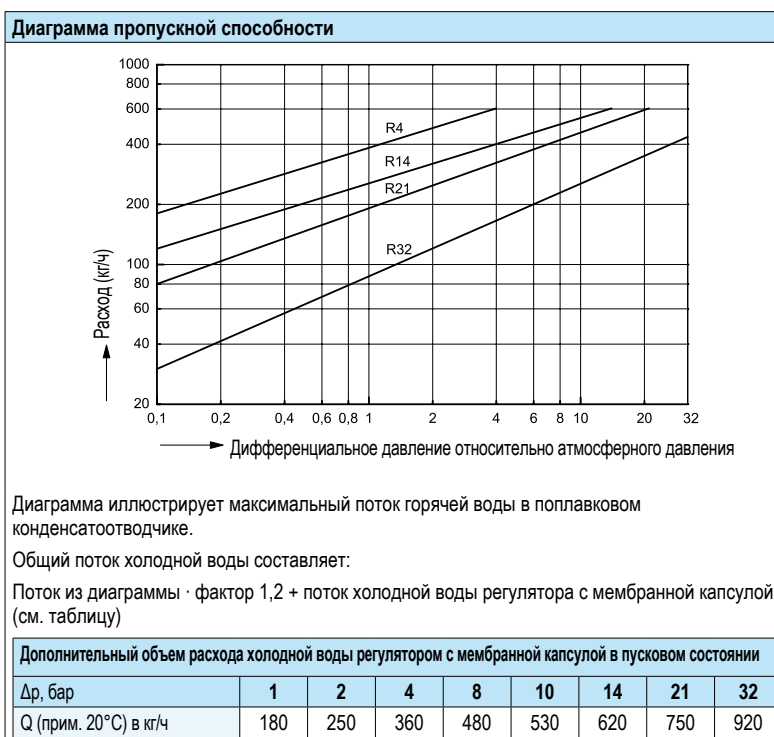 Диаграмма пропускной способности
1000
800
600
400
200
100
80
60
40
20
Расход (кг/ч)
R4
R14
R21
R32
0,1 0,2 0,4 0,6 0,8 1 2 4 6 8 10 20 32
Дифференциальное давление относительно атмосферного давления
Диаграмма иллюстрирует максимальный поток горячей воды в поплавковом
конденсатоотводчике.
Общий поток холодной воды составляет:
Поток из диаграммы · фактор 1,2 + поток холодной воды регулятора с мембранной капсулой
(см. таблицу)
Дополнительный объем расхода холодной воды регулятором с мембранной капсулой в пусковом состоянии
Δp, бар 1 2 4 8 10 14 21 32
Q (прим. 20°C) в кг/ч 180 250 360 480 530 620 750 920